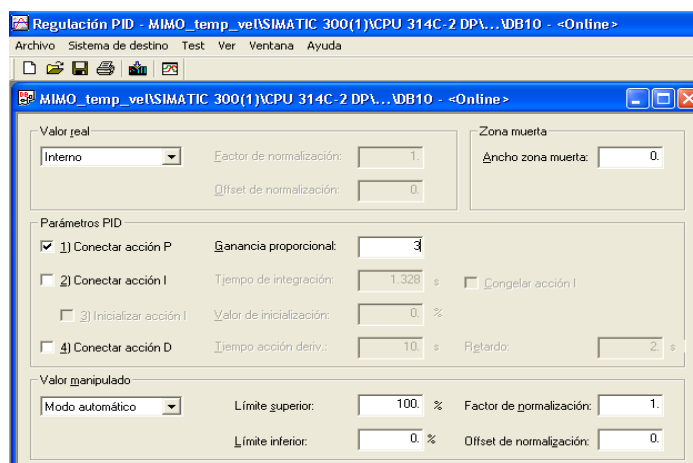 Regulación PID - MIMO_temp_vel\SIMATIC 300(1)\CPU 314C-2 DP\...\DB10 - <Online>
Archivo Sistema de destino Test Ver Ventana Ayuda
MIMO_temp_vel\SIMATIC 300(1)\CPU 314C-2 DP\...\DB10 - <Online>
Valor real Zona muerta
Interno Factor de normalización: 1. Ancho zona muerta: 0.
Offset de normalización: 0.
Parámetros PID
1) Conectar acción P Ganancia proporcional: 3
2) Conectar acción I Tiempo de integración: 1.328 s Congelar acción I
3) Inicializar acción I Valor de inicialización: 0. %
4) Conectar acción D Tiempo acción deriv.: 10. s Retardo: 2. s
Valor manipulado
Modo automático Límite superior: 100. % Factor de normalización: 1.
Límite inferior: 0. % Offset de normalización: 0.